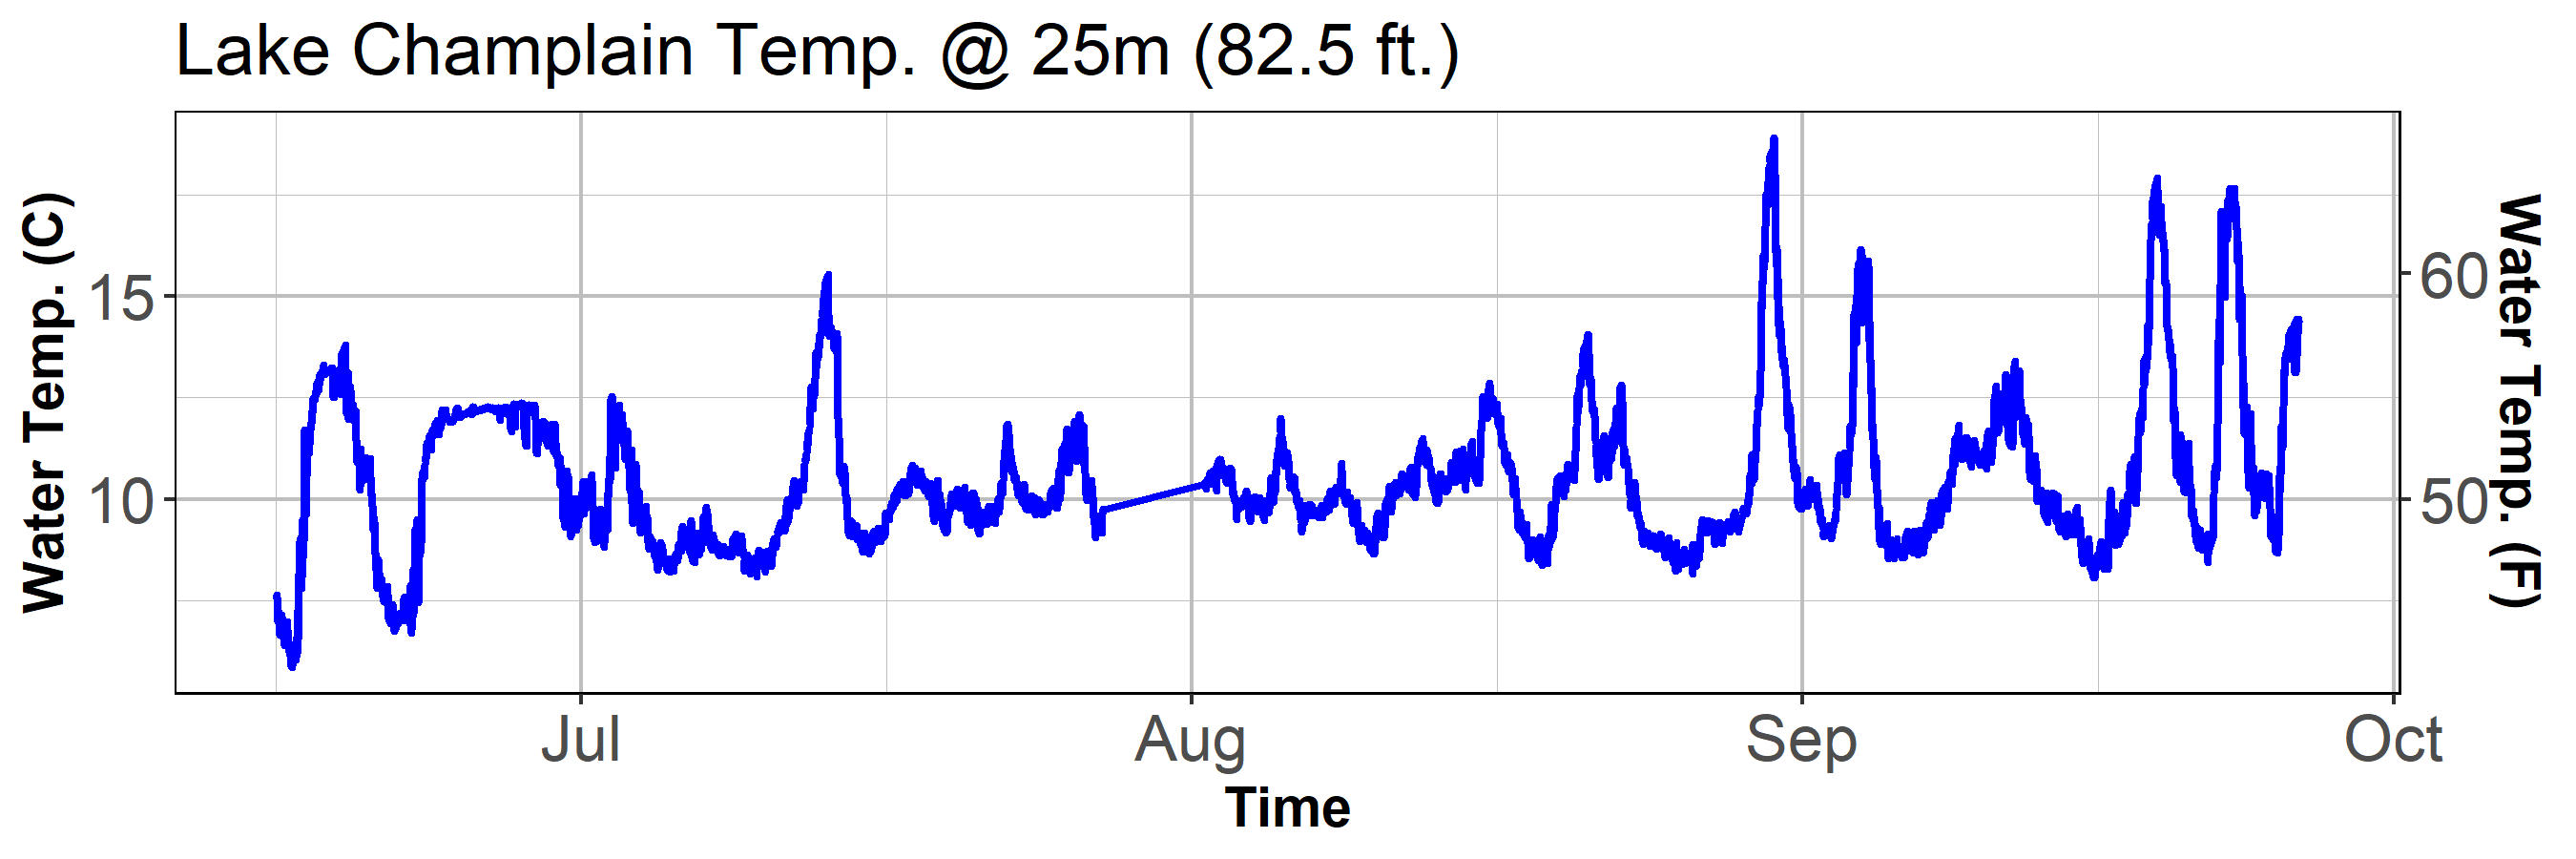 Lake Champlain Temp. @ 25m (82.5 ft.)
Water Temp. (C)
15
10
60
50
Water Temp. (F)
Jul
Aug
Sep
Oct
Time